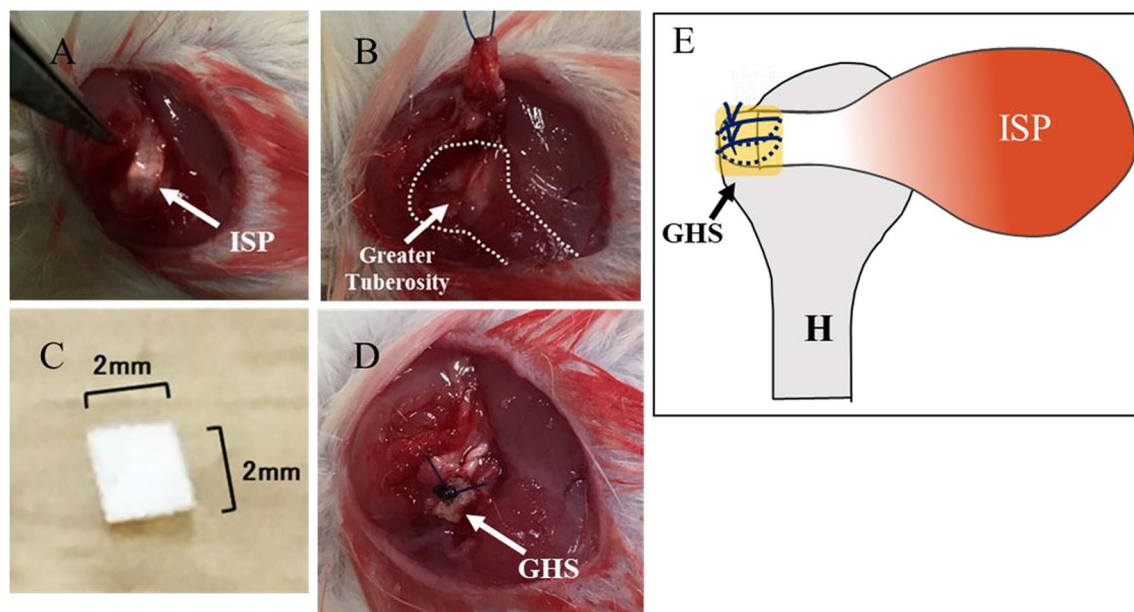 A
ISP
B
Greater
Tuberosity
C
2mm
2mm
D
GHS
E
ISP
GHS
H